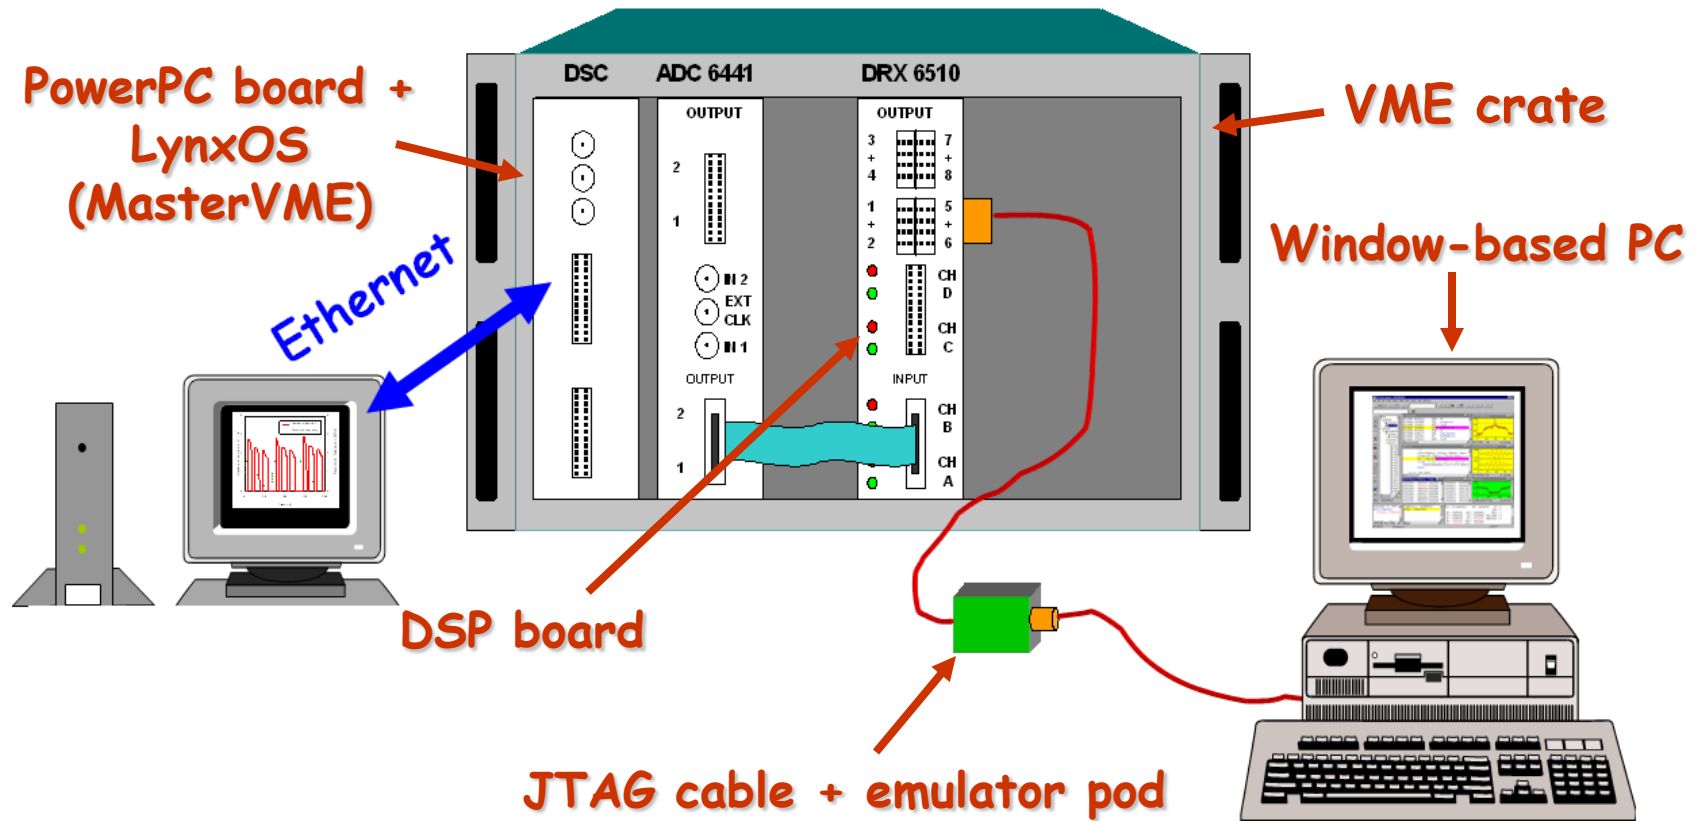 PowerPC board +
LynxOS
(MasterVME)
DSC
ADC 6441
DRX 6510
VME crate
Window-based PC
Ethernet
OUTPUT
2
1
IN 2
EXT
CLK
IN 1
OUTPUT
2
1
OUTPUT
3
+
4
7
+
8
1
+
2
5
+
6
CH
D
CH
C
INPUT
CH
B
CH
A
DSP board
JTAG cable + emulator pod